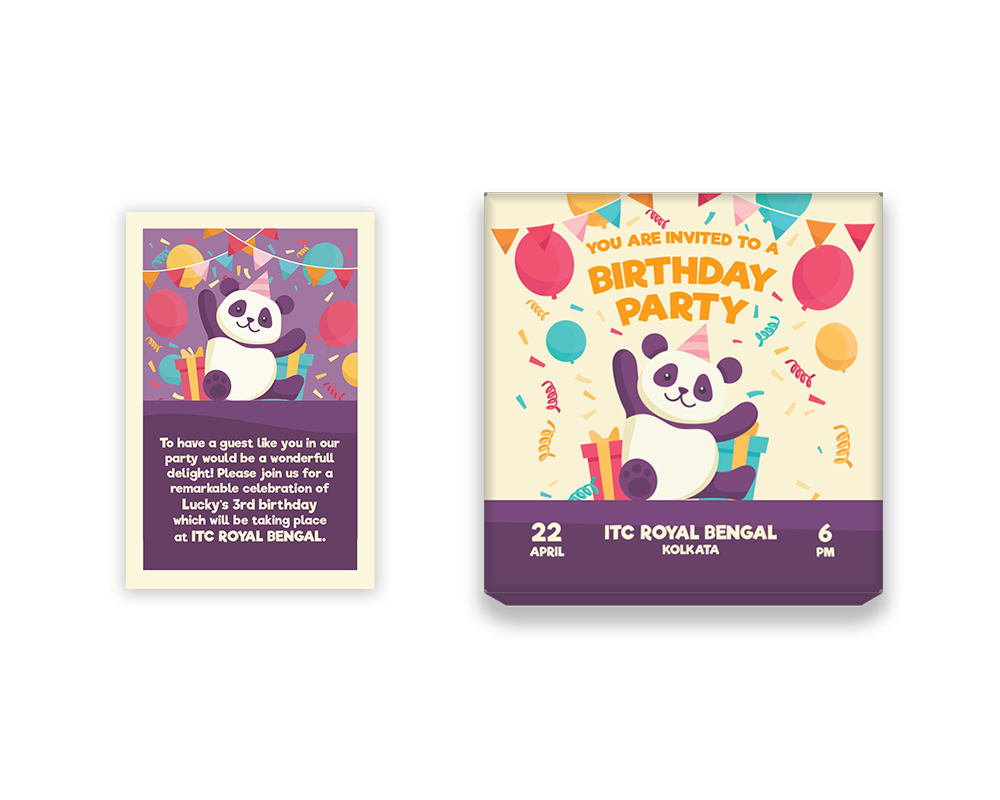 To have a guest like you in our
party would be a wonderfull
delight! Please join us for a
remarkable celebration of
Lucky's 3rd birthday
which will be taking place
at ITC ROYAL BENGAL.
YOU ARE INVITED TO A
BIRTHDAY
PARTY
22
APRIL
ITC ROYAL BENGAL
KOLKATA
6
PM